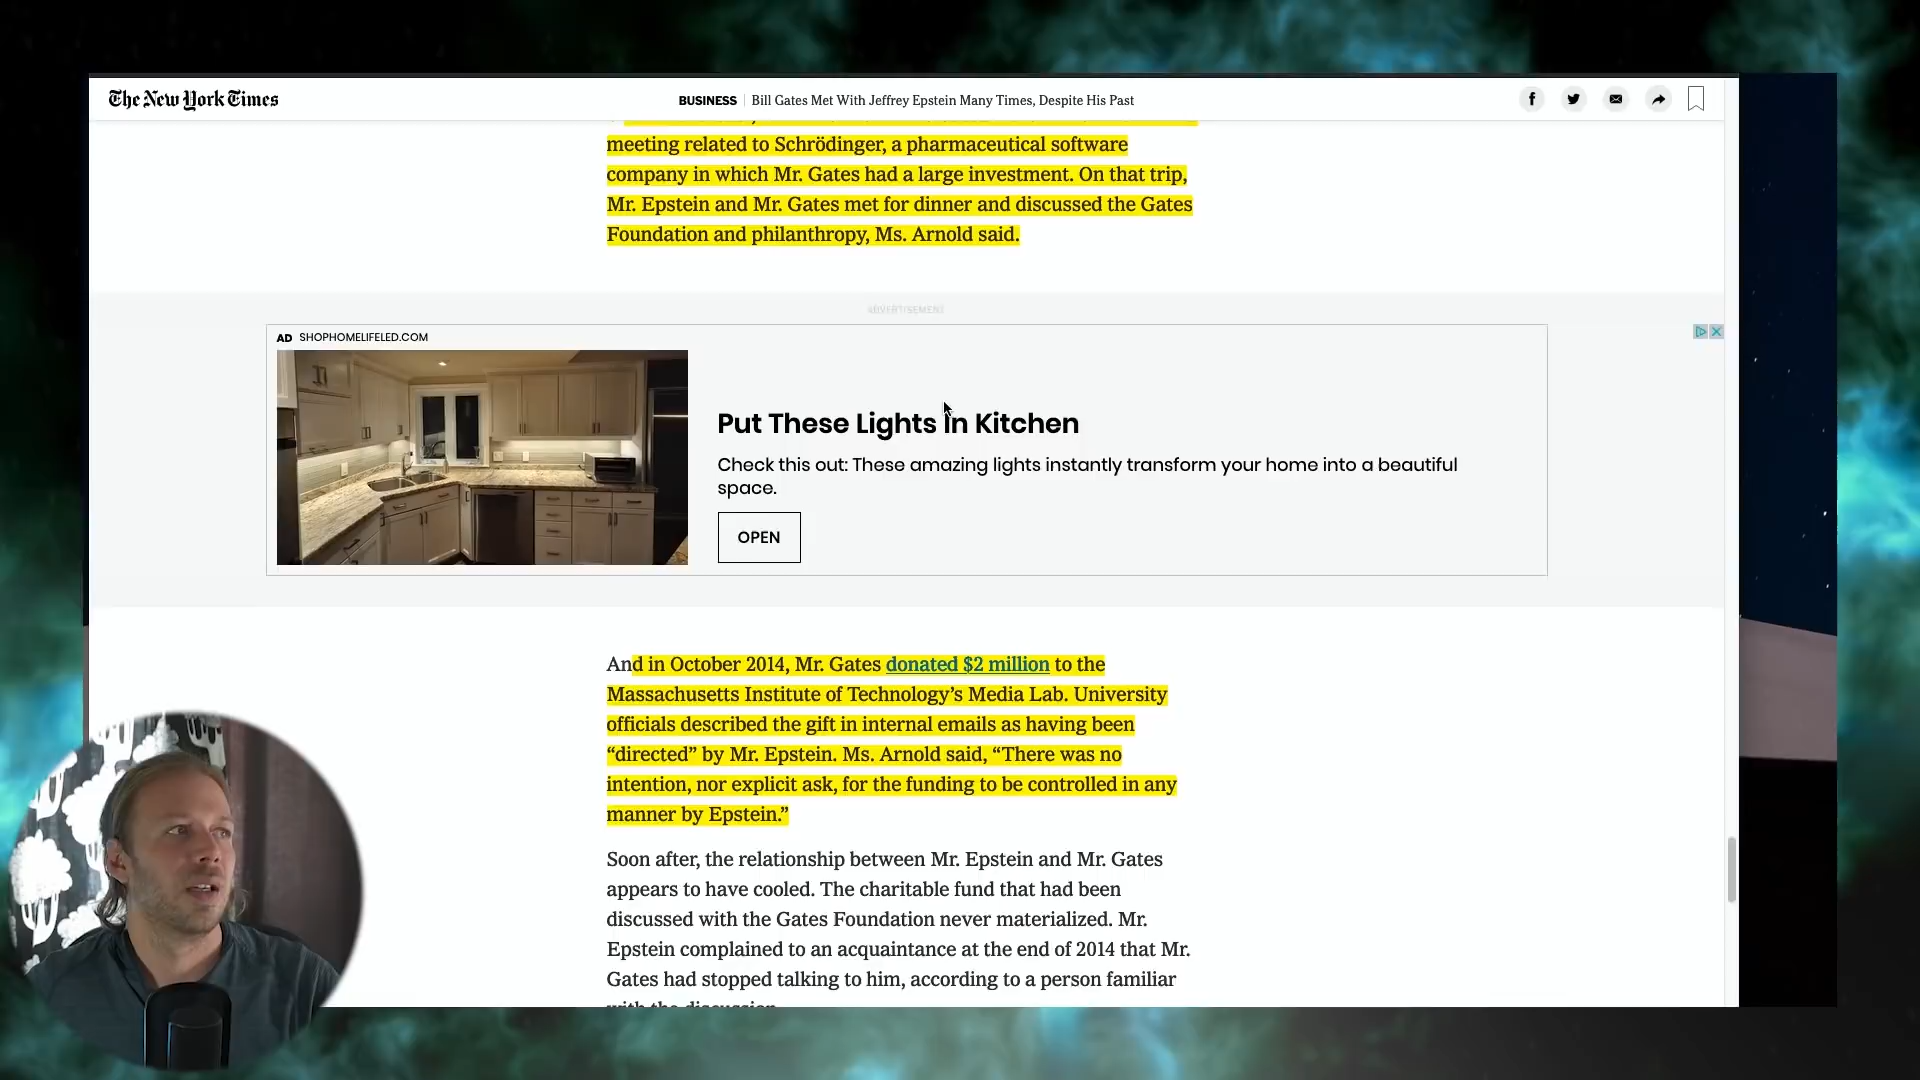 The New York Times
BUSINESS Bill Gates Met With Jeffrey Epstein Many Times, Despite His Past
meeting related to Schrödinger, a pharmaceutical software
company in which Mr. Gates had a large investment. On that trip,
Mr. Epstein and Mr. Gates met for dinner and discussed the Gates
Foundation and philanthropy, Ms. Arnold said.
ADVERTISEMENT
AD SHOPHOMELIFELED.COM
Put These Lights In Kitchen
Check this out: These amazing lights instantly transform your home into a beautiful
space.
OPEN
And in October 2014, Mr. Gates donated $2 million to the
Massachusetts Institute of Technology’s Media Lab. University
officials described the gift in internal emails as having been
“directed” by Mr. Epstein. Ms. Arnold said, “There was no
intention, nor explicit ask, for the funding to be controlled in any
manner by Epstein.”
Soon after, the relationship between Mr. Epstein and Mr. Gates
appears to have cooled. The charitable fund that had been
discussed with the Gates Foundation never materialized. Mr.
Epstein complained to an acquaintance at the end of 2014 that Mr.
Gates had stopped talking to him, according to a person familiar
with the discussion.